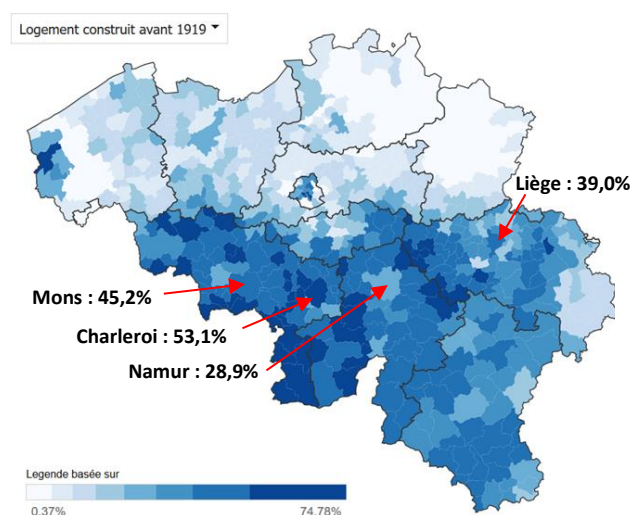 Logement construit avant 1919
Liège : 39,0%
Mons : 45,2%
Charleroi : 53,1%
Namur : 28,9%
Legende basée sur
0.37%
74.78%